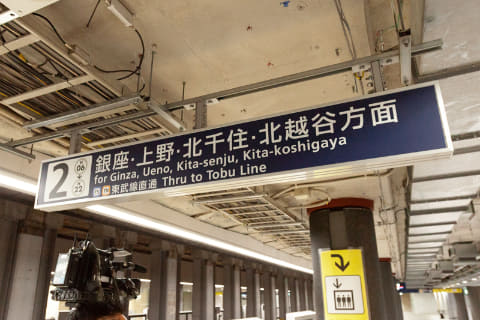 2 銀座・上野・北千住・北越谷方面
06
22
for Ginza, Ueno, Kita-senju, Kita-koshigaya
東武線直通 Thru to Tobu Line